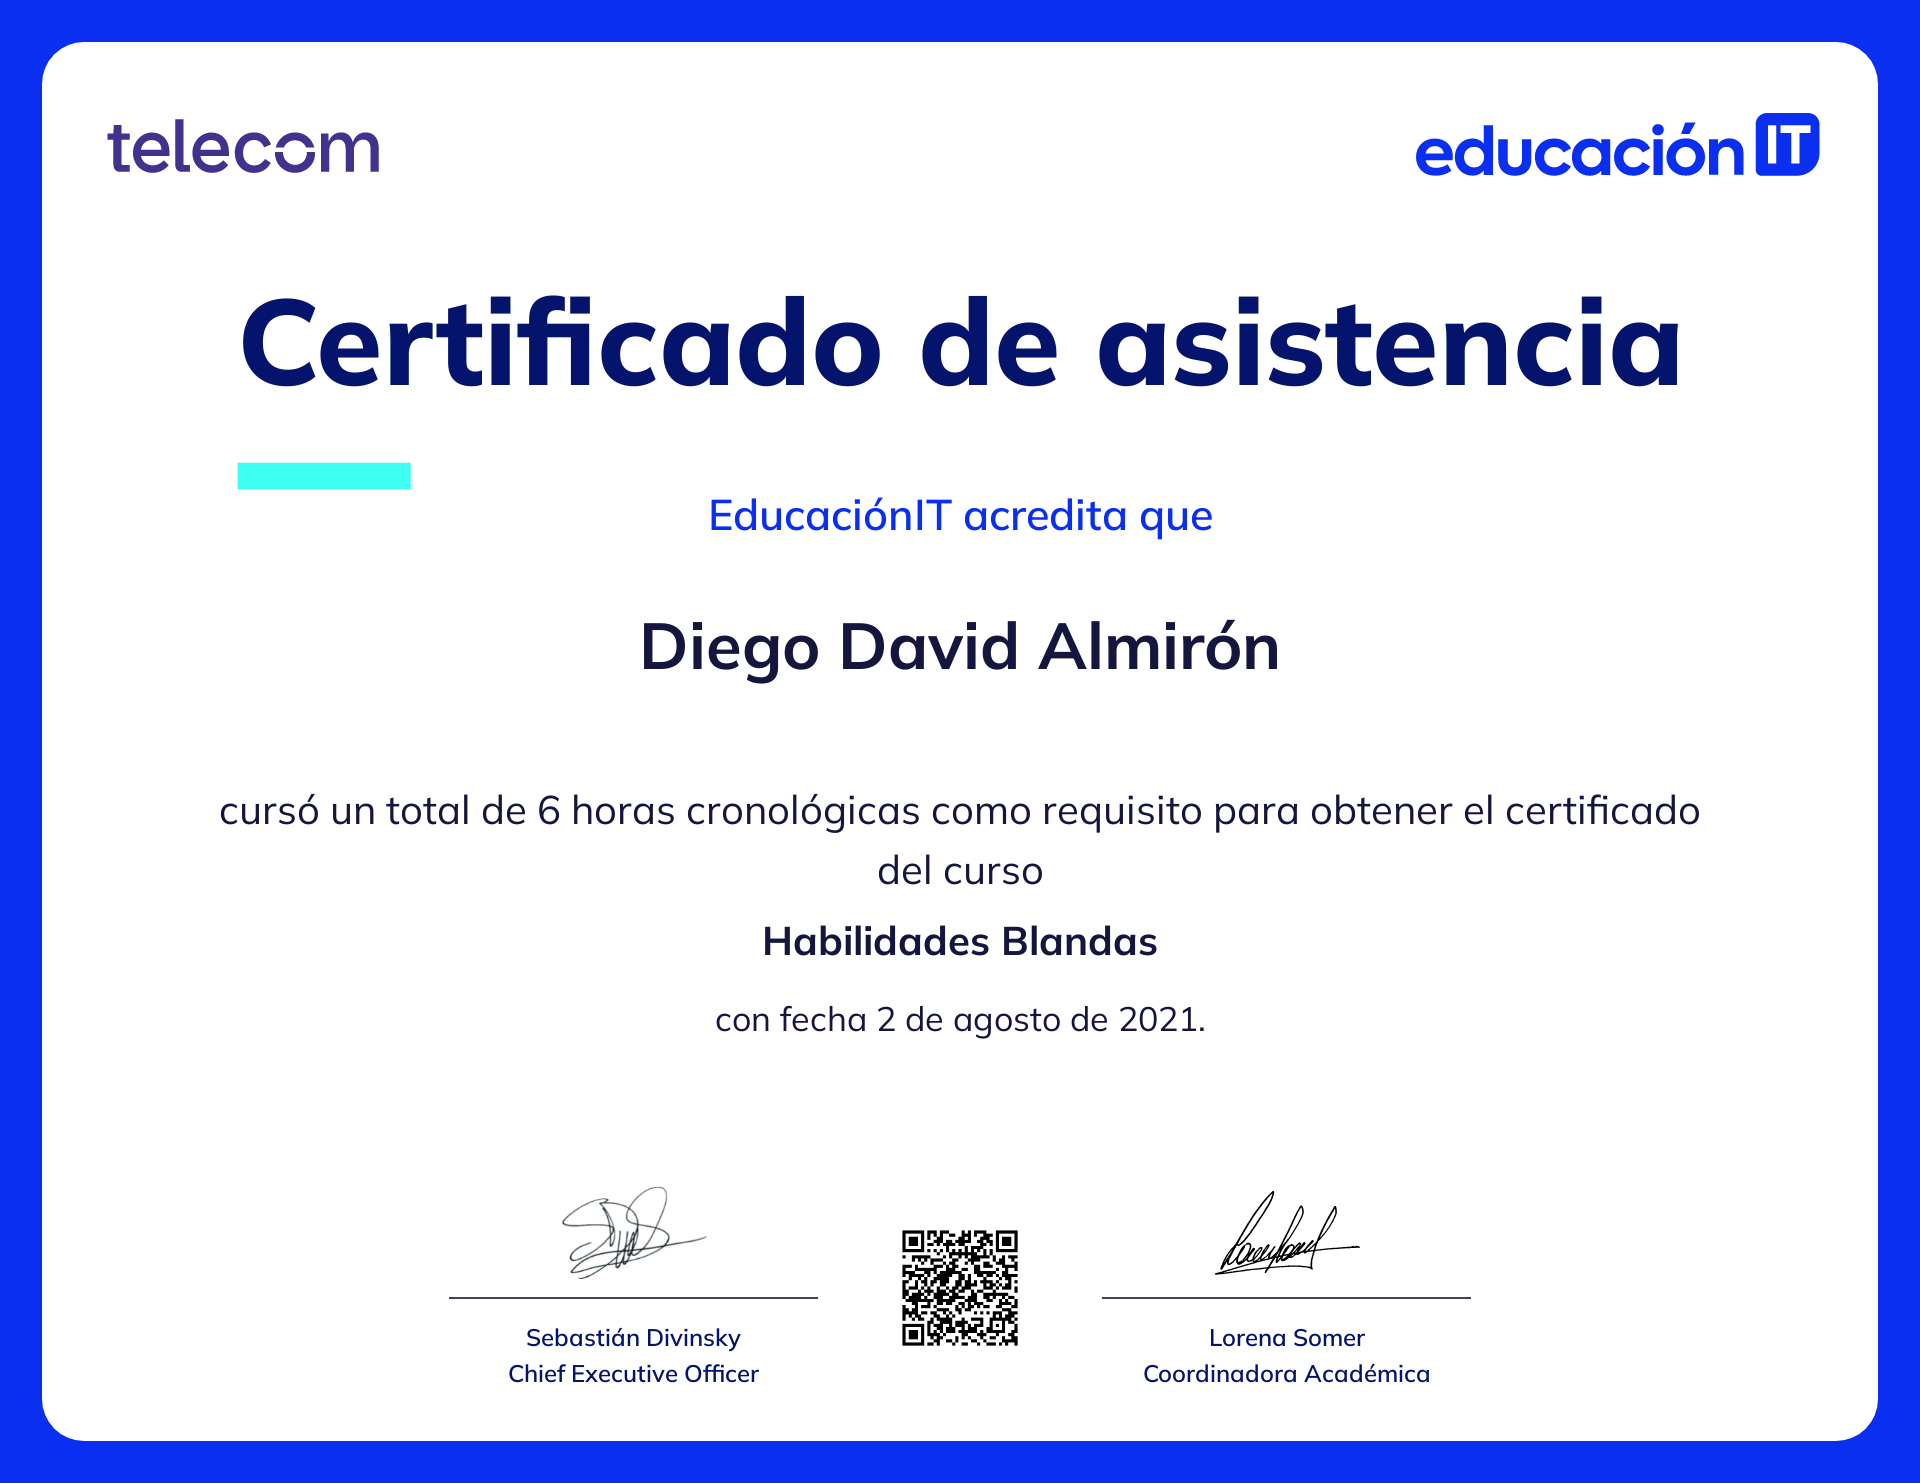 telecom
educación IT
Certificado de asistencia
EducaciónIT acredita que
Diego David Almirón
cursó un total de 6 horas cronológicas como requisito para obtener el certificado
del curso
Habilidades Blandas
con fecha 2 de agosto de 2021.
Sebastián Divinsky
Chief Executive Officer
Lorena Somer
Coordinadora Académica